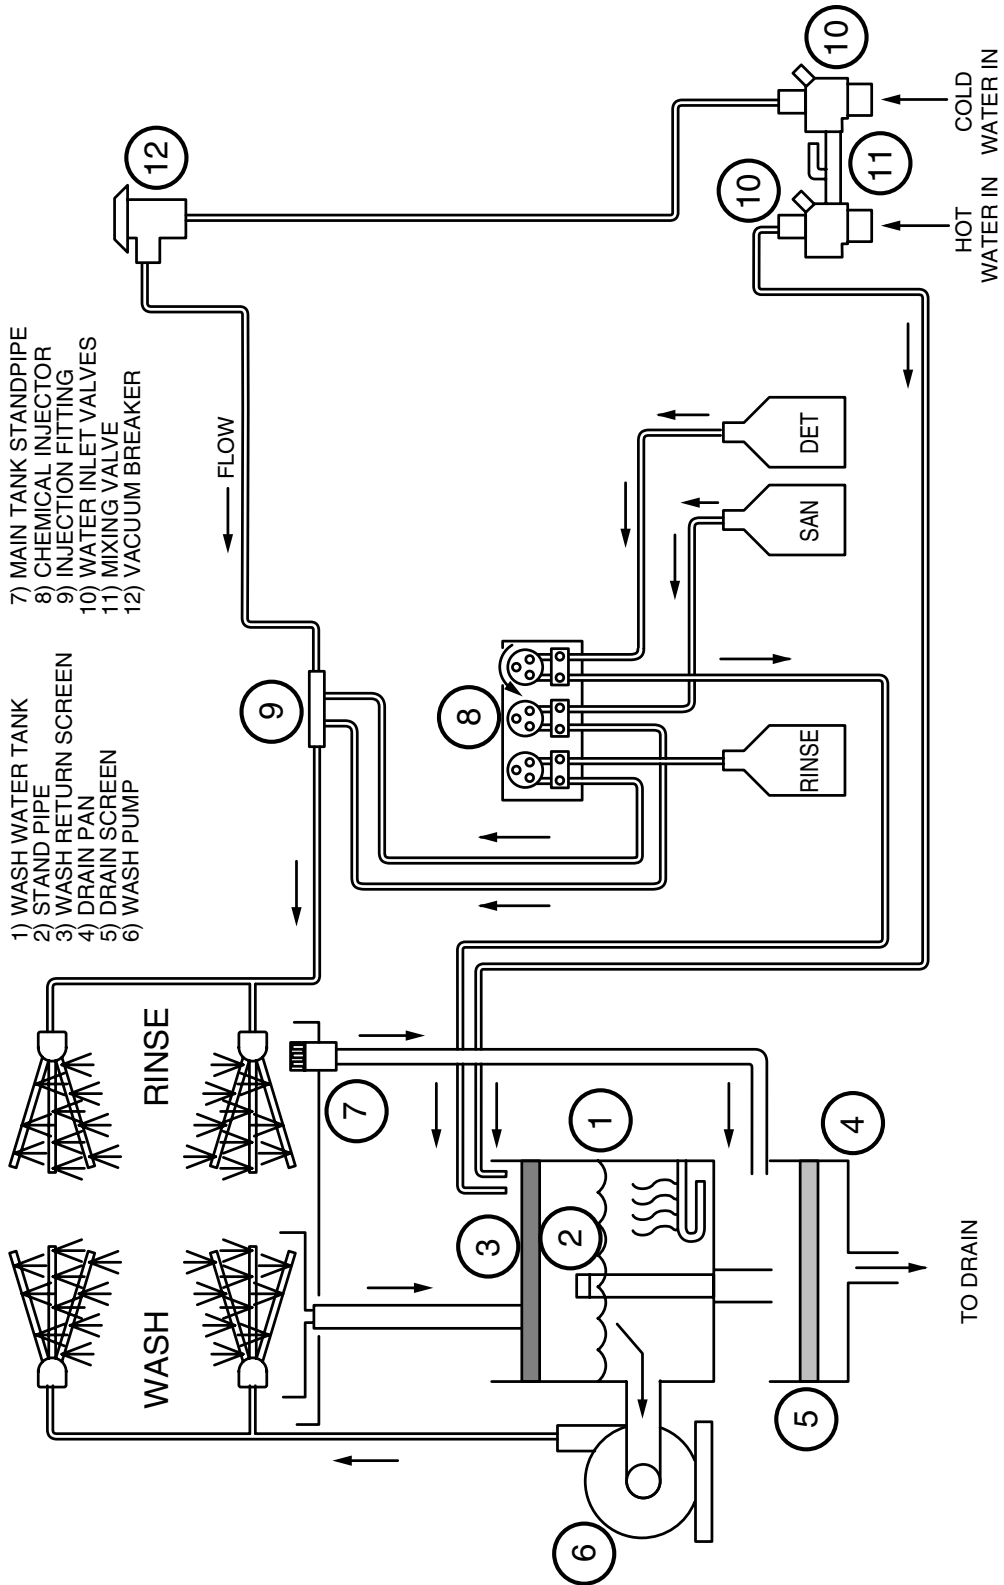 1) WASH WATER TANK
2) STAND PIPE
3) WASH RETURN SCREEN
4) DRAIN PAN
5) DRAIN SCREEN
6) WASH PUMP
7) MAIN TANK STANDPIPE
8) CHEMICAL INJECTOR
9) INJECTION FITTING
10) WATER INLET VALVES
11) MIXING VALVE
12) VACUUM BREAKER
12
FLOW
9
WASH
RINSE
7
8
10
10
11
HOT
WATER IN
COLD
WATER IN
DET
SAN
RINSE
3
2
1
6
5
4
TO DRAIN